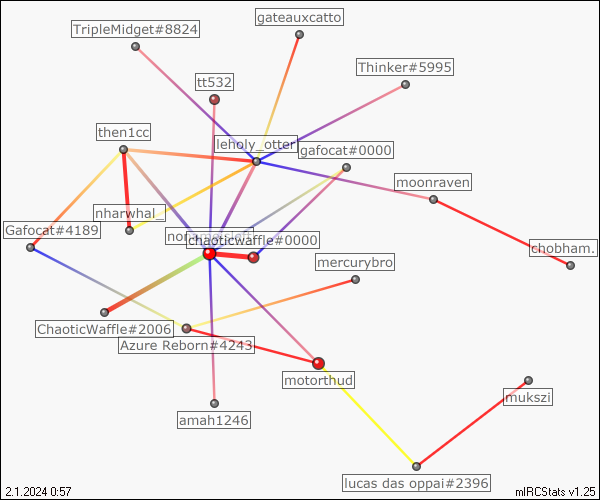 TripleMidget#8824
gateauxcatto
Thinker#5995
tt532
then1cc
leholy_otter
gafocat#0000
moonraven
nharwhal_
Gafocat#4189
chaoticwaffle#0000
chobham.
mercurybro
ChaoticWaffle#2006
Azure Reborn#4243
motorthud
mukszi
amah1246
lucas das oppai#2396
2.1.2024 0:57
mIRCStats v1.25